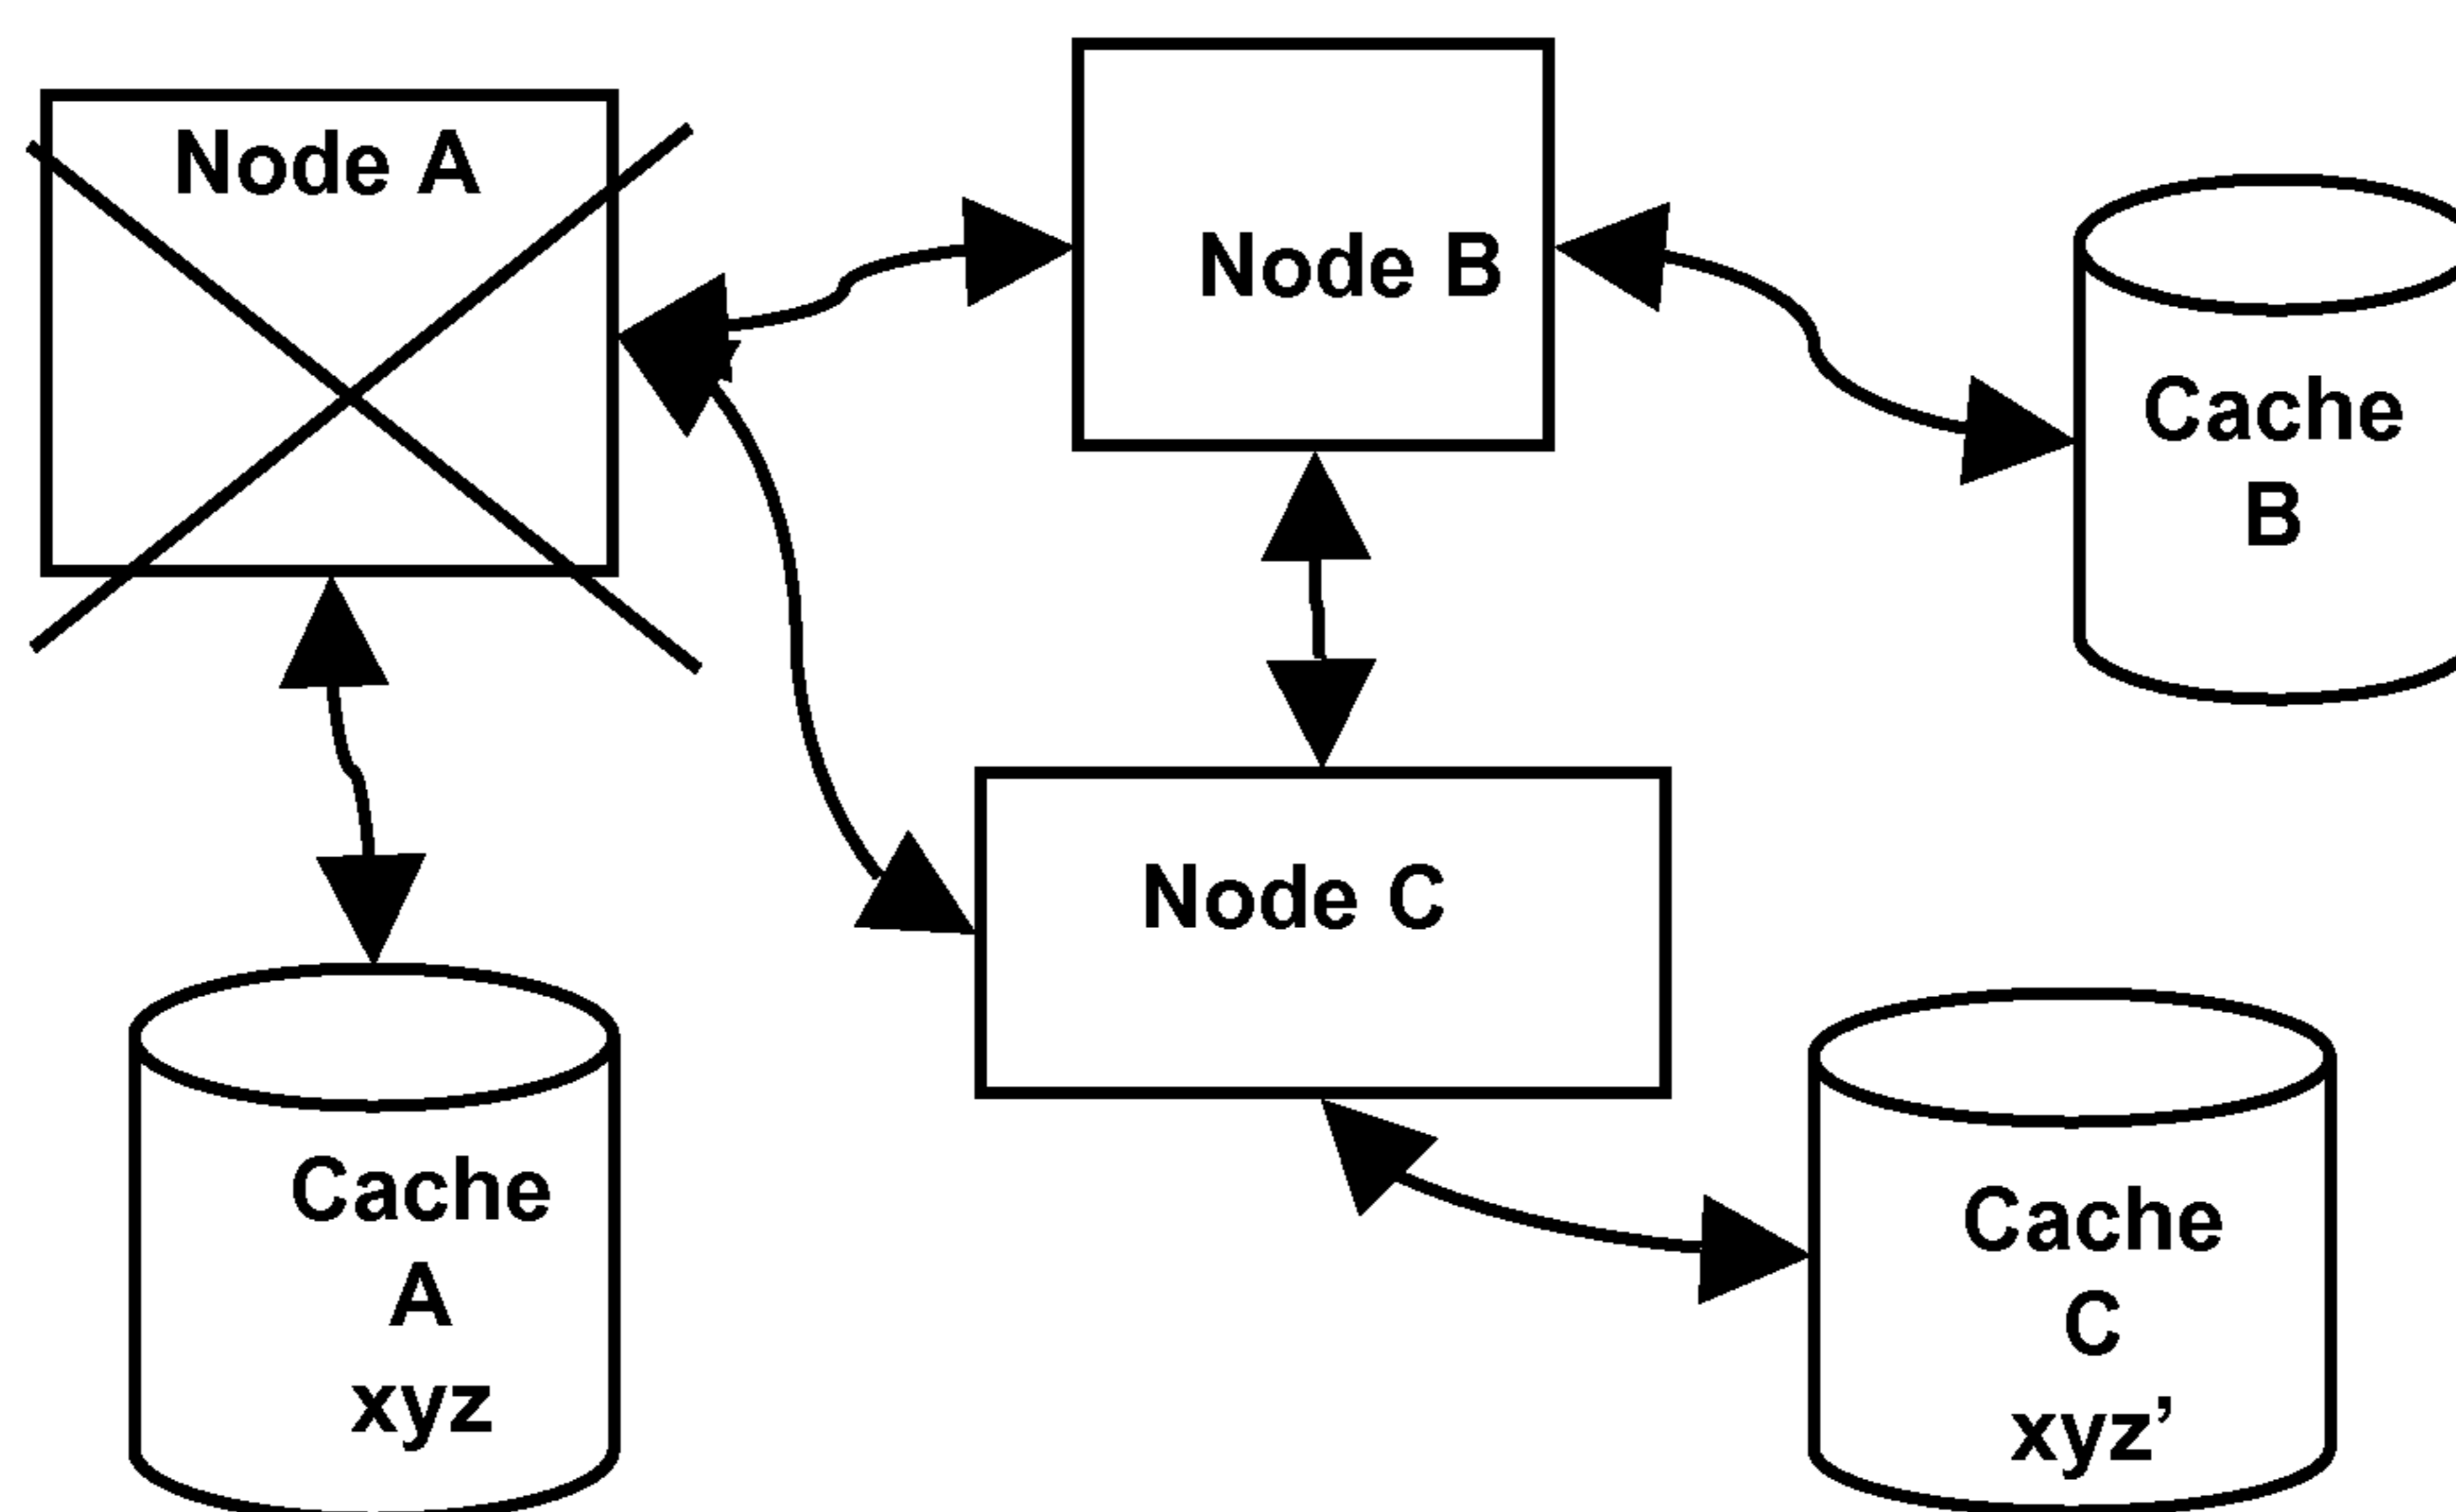 Node A
Node B
Cache
B
Node C
Cache
A
xyz
Cache
C
xyz’